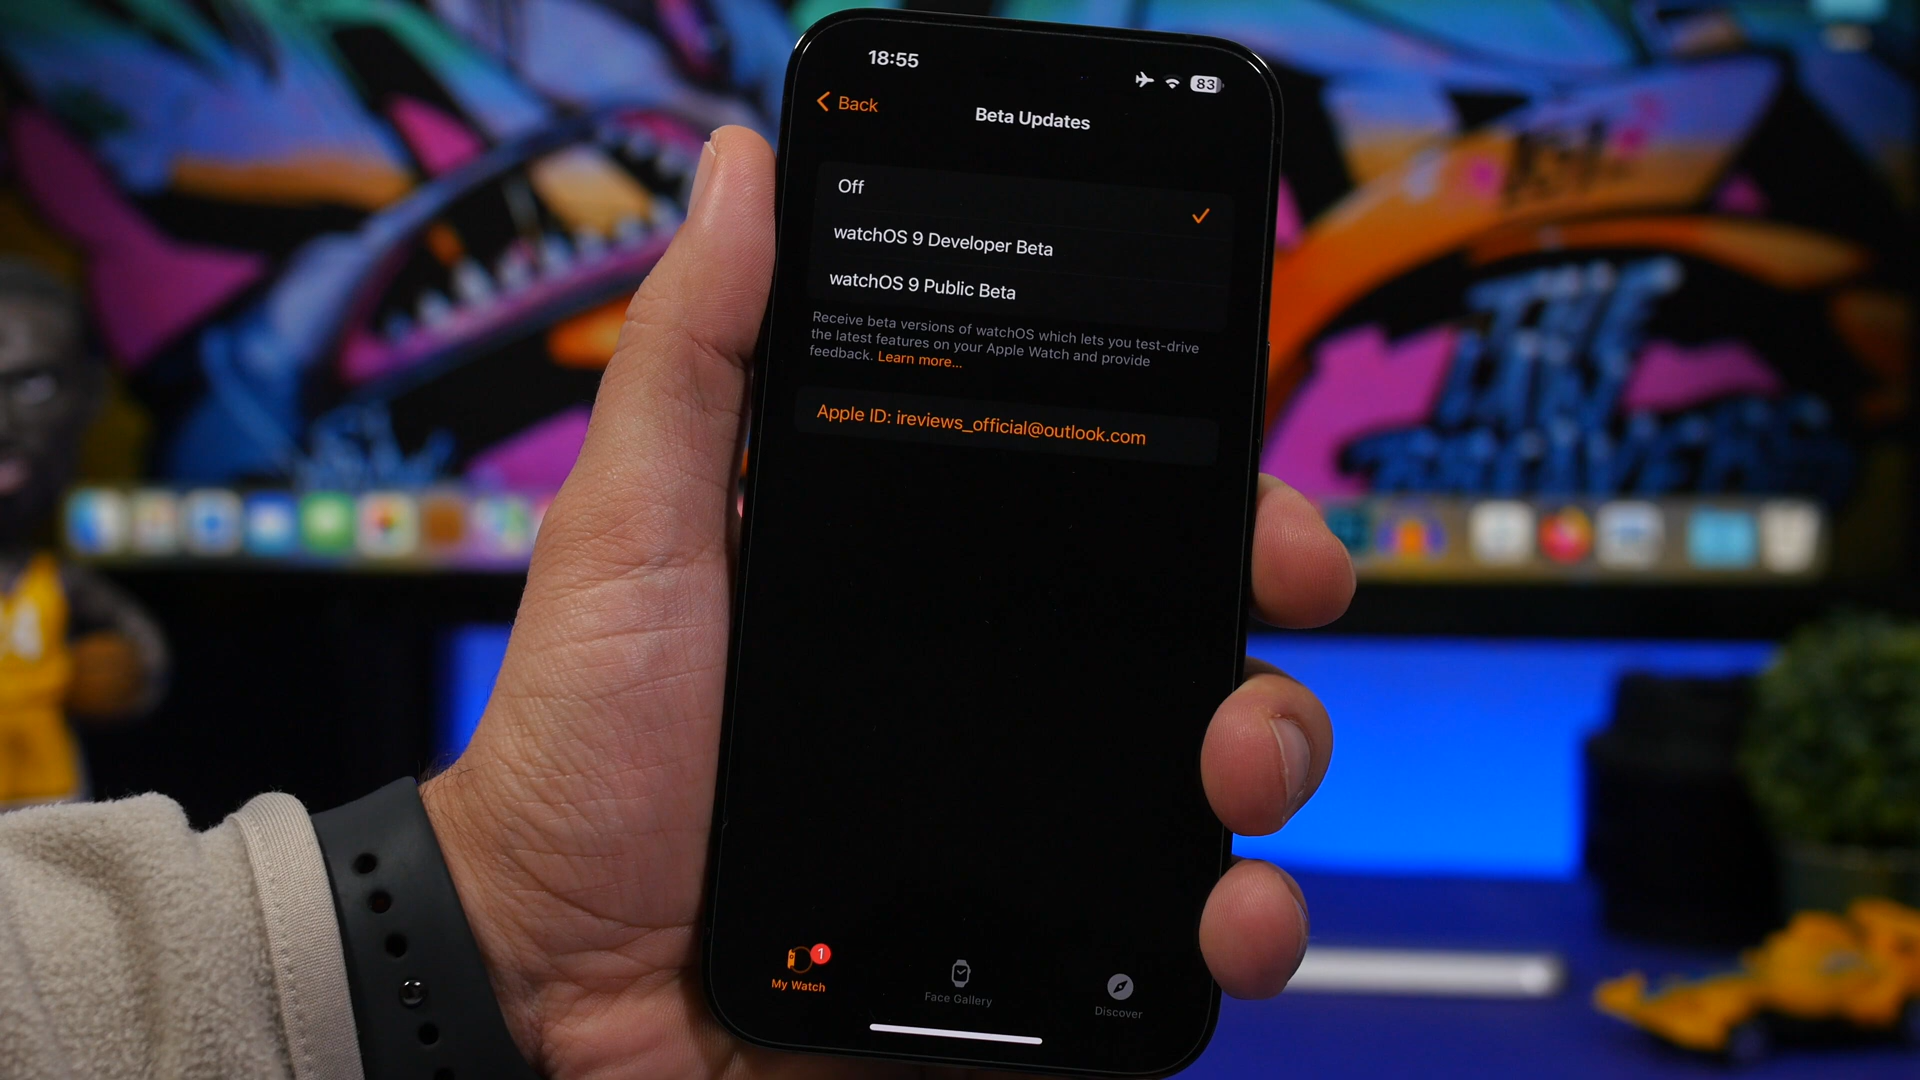 18:55
83
Back
Beta Updates
Off
watchOS 9 Developer Beta
watchOS 9 Public Beta
Receive beta versions of watchOS which lets you test-drive
the latest features on your Apple Watch and provide
feedback. Learn more...
Apple ID: ireviews_official@outlook.com
1
My Watch
Face Gallery
Discover
THE